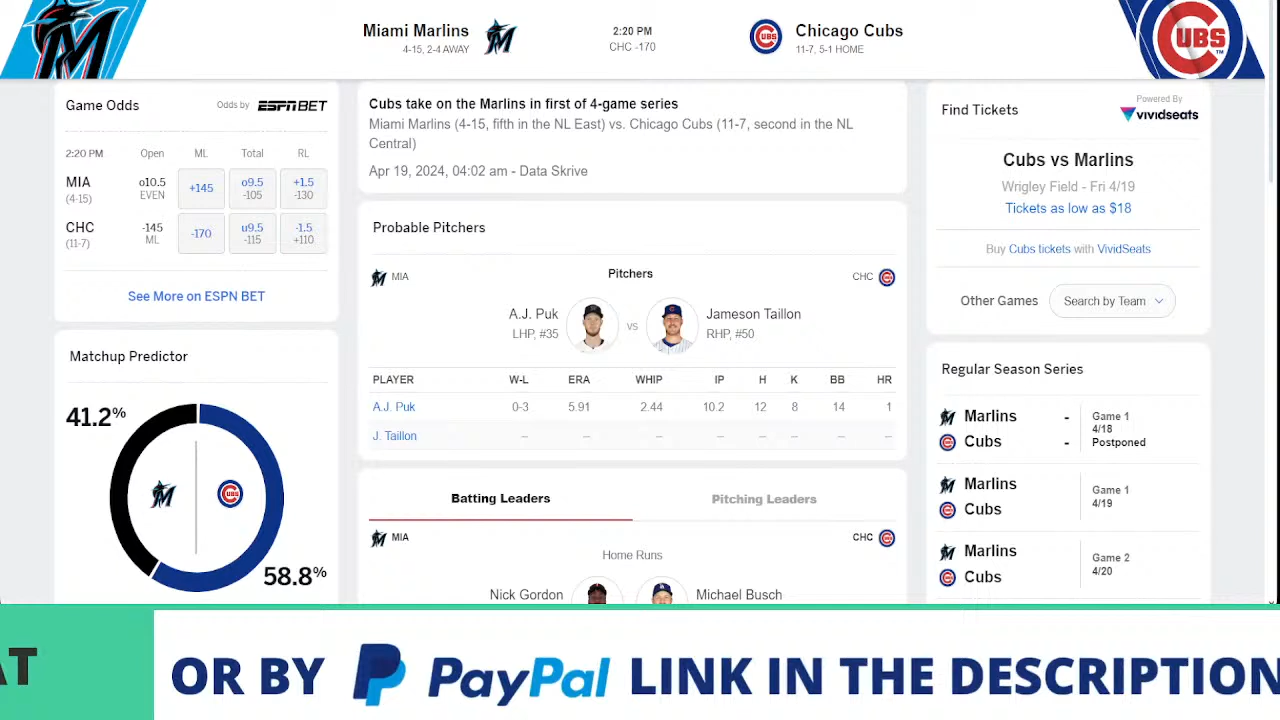 Miami Marlins
4-15, 2-4 AWAY
2:20 PM
CHC -170
Chicago Cubs
11-7, 5-1 HOME
CUBS
Game Odds
Odds by ESPN BET
2:20 PM Open ML Total RL
MIA
(4-15)
o10.5
EVEN
+145
o9.5
-105
+1.5
-130
CHC
(11-7)
-145
ML
-170
u9.5
-115
-1.5
+110
See More on ESPN BET
Matchup Predictor
41.2%
58.8%
Cubs take on the Marlins in first of 4-game series
Miami Marlins (4-15, fifth in the NL East) vs. Chicago Cubs (11-7, second in the NL
Central)
Apr 19, 2024, 04:02 am - Data Skrive
Probable Pitchers
MIA Pitchers CHC
A.J. Puk
LHP, #35
vs
Jameson Taillon
RHP, #50
PLAYER W-L ERA WHIP IP H K BB HR
A.J. Puk 0-3 5.91 2.44 10.2 12 8 14 1
J. Taillon – – – – – – – –
Batting Leaders Pitching Leaders
MIA CHC
Home Runs
Nick Gordon Michael Busch
Find Tickets
Powered By
vividseats
Cubs vs Marlins
Wrigley Field - Fri 4/19
Tickets as low as $18
Buy Cubs tickets with VividSeats
Other Games Search by Team
Regular Season Series
Marlins -
Cubs -
Game 1
4/18
Postponed
Marlins
Cubs
Game 1
4/19
Marlins
Cubs
Game 2
4/20
AT
OR BY PayPal LINK IN THE DESCRIPTION